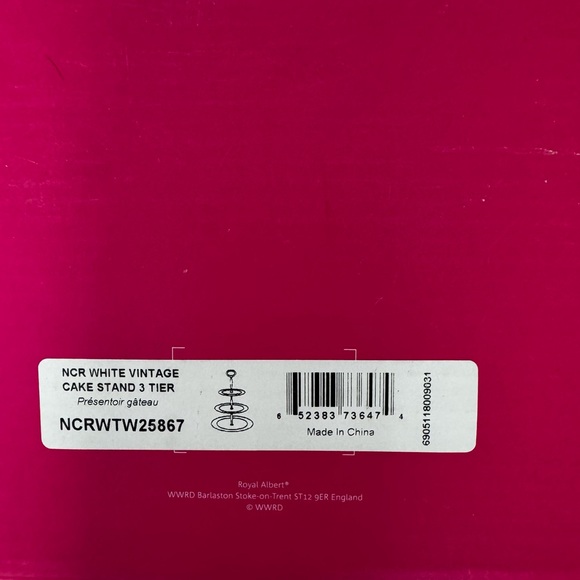 NCR WHITE VINTAGE
CAKE STAND 3 TIER
Présentoir gâteau
NCRWTW25867
6 52383 73647 4
Made In China
6905118009031
Royal Albert®
WWRD Barlaston Stoke-on-Trent ST12 9ER England
© WWRD